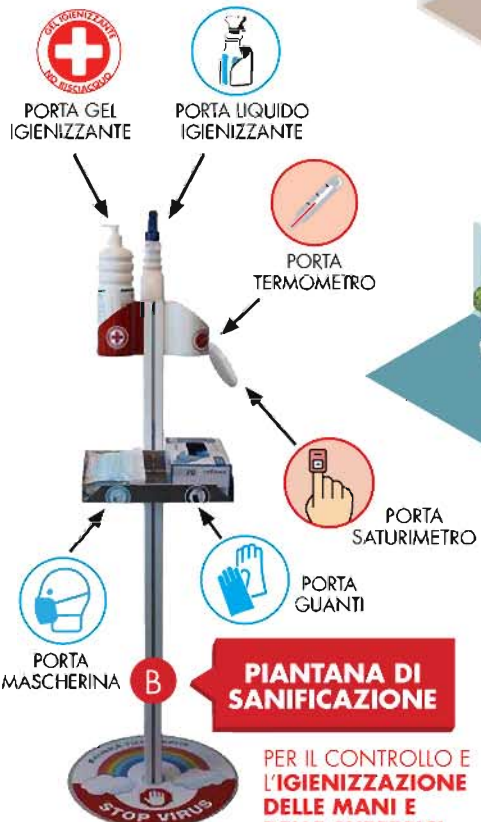 GEL IGIENIZZANTE
NO RISCIACQUO
PORTA GEL
IGIENIZZANTE
PORTA LIQUIDO
IGIENIZZANTE
PORTA
TERMOMETRO
PORTA
SATURIMETRO
PORTA
GUANTI
PORTA
MASCHERINA
B
PIANTANA DI
SANIFICAZIONE
STOP VIRUS
PER IL CONTROLLO E
L'IGIENIZZAZIONE
DELLE MANI E